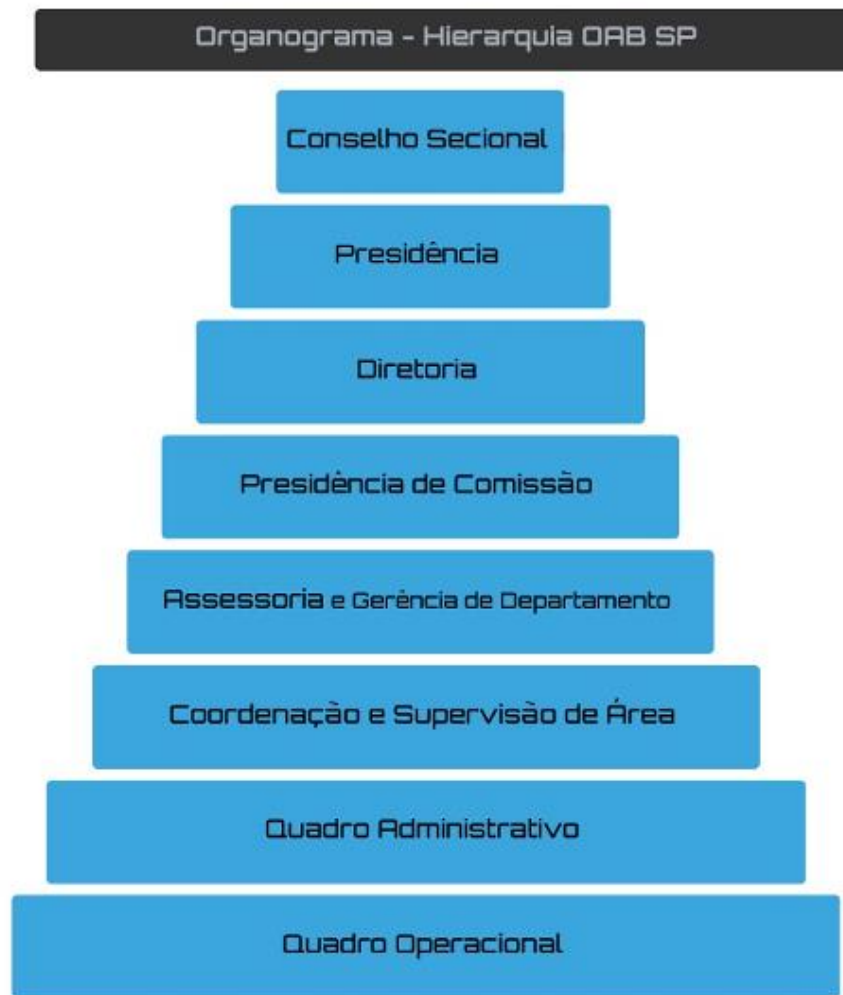 Organograma - Hierarquia OAB SP
Conselho Secional
Presidência
Diretoria
Presidência de Comissão
Assessoria e Gerência de Departamento
Coordenação e Supervisão de Área
Quadro Administrativo
Quadro Operacional